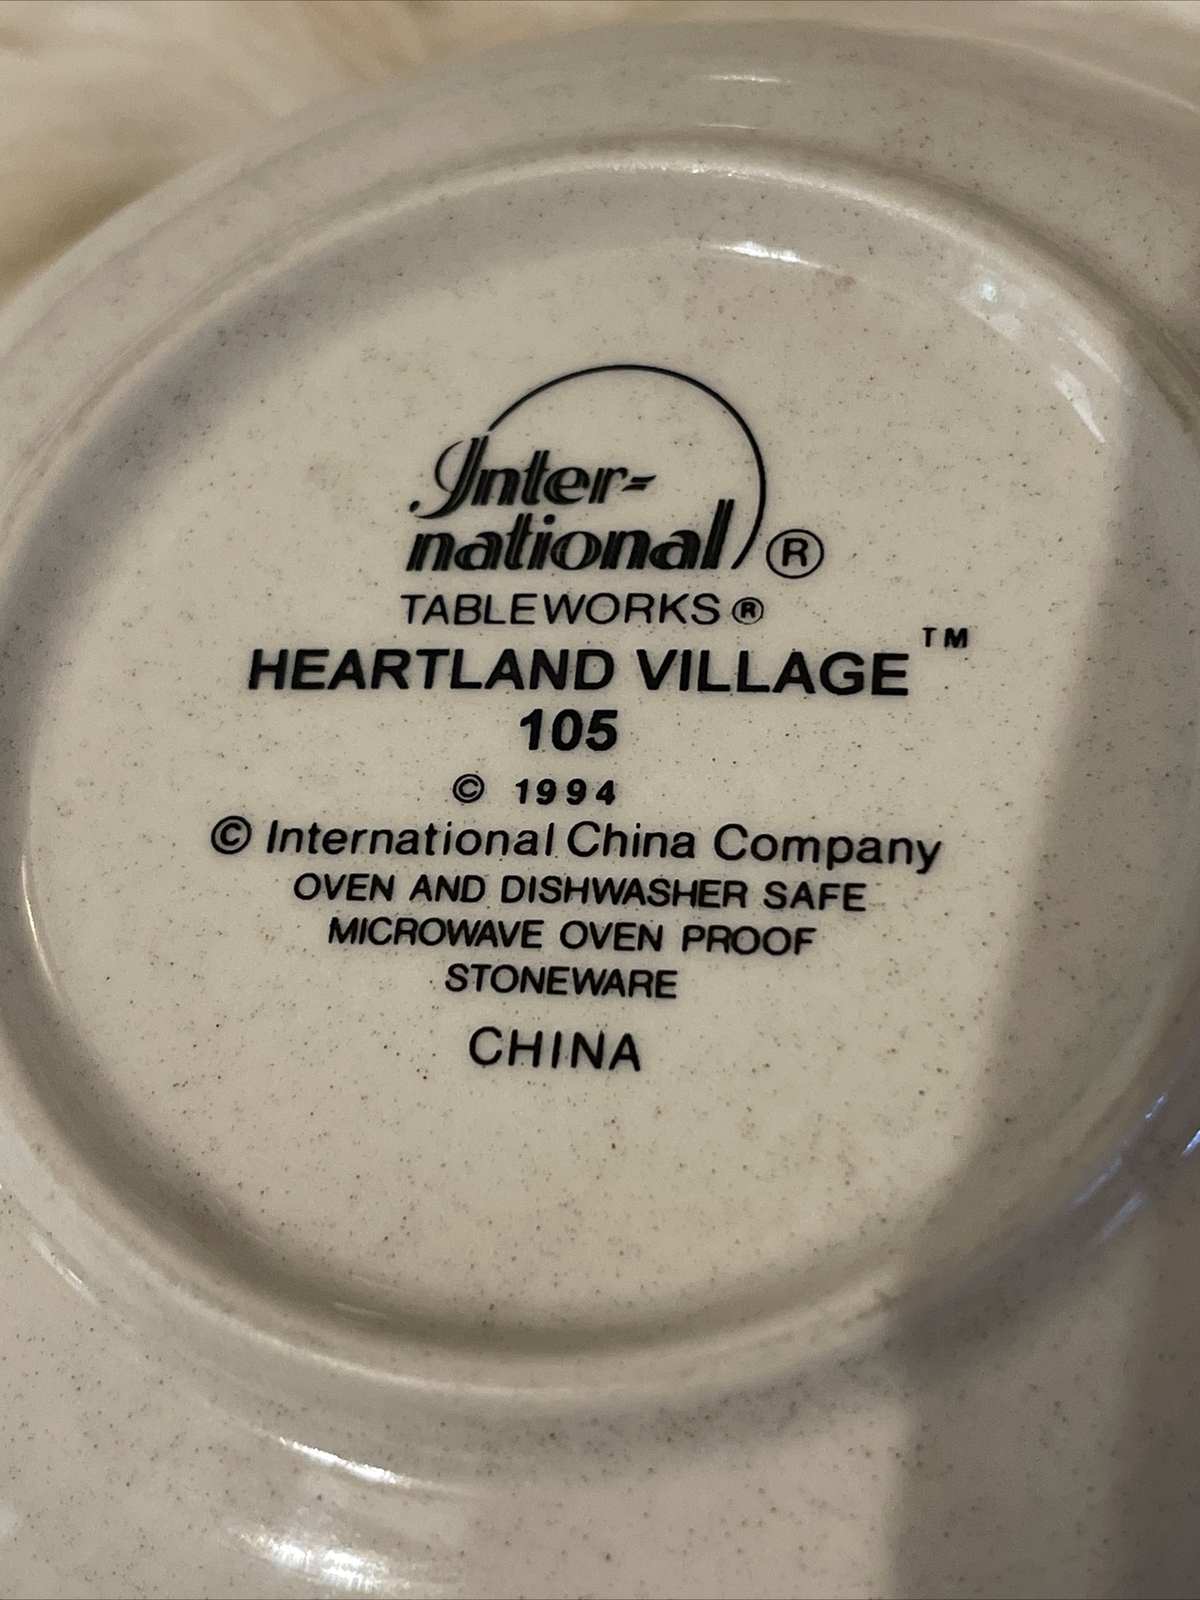 Inter-
national ®
TABLEWORKS ®
HEARTLAND VILLAGE ™
105
© 1994
© International China Company
OVEN AND DISHWASHER SAFE
MICROWAVE OVEN PROOF
STONEWARE
CHINA